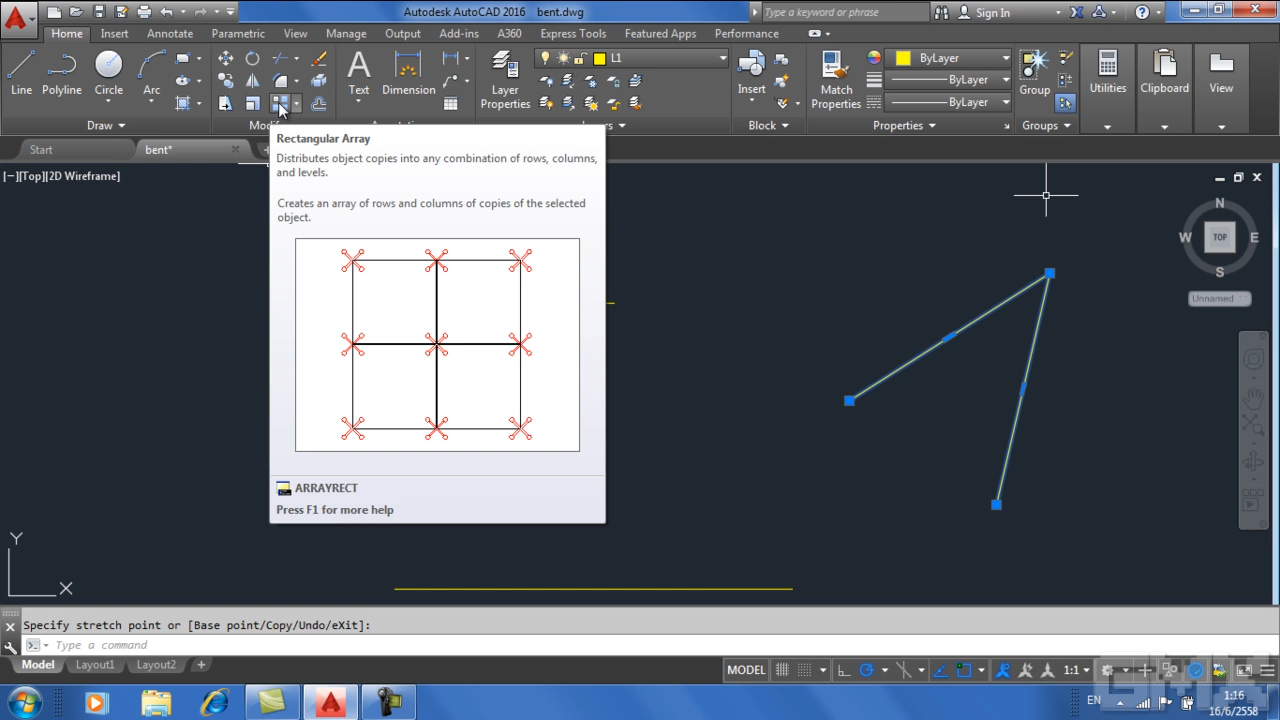 Autodesk AutoCAD 2016 bent.dwg
Type a keyword or phrase
Sign In
Home Insert Annotate Parametric View Manage Output Add-ins A360 Express Tools Featured Apps Performance
Line Polyline Circle Arc
Text Dimension
Layer Properties
L1
Insert
Match Properties
ByLayer
ByLayer
ByLayer
Group
Utilities View
Draw
Block Properties Groups
Start bent*
[−][Top][2D Wireframe]
Rectangular Array
Distributes object copies into any combination of rows, columns,
and levels.
Creates an array of rows and columns of copies of the selected
object.
ARRAYRECT
Press F1 for more help
N
W TOP E
S
Unnamed
Y
X
Specify stretch point or [Base point/Copy/Undo/eXit]:
Type a command
Model Layout1 Layout2 +
MODEL 1:1
EN
1:16
16/6/2558